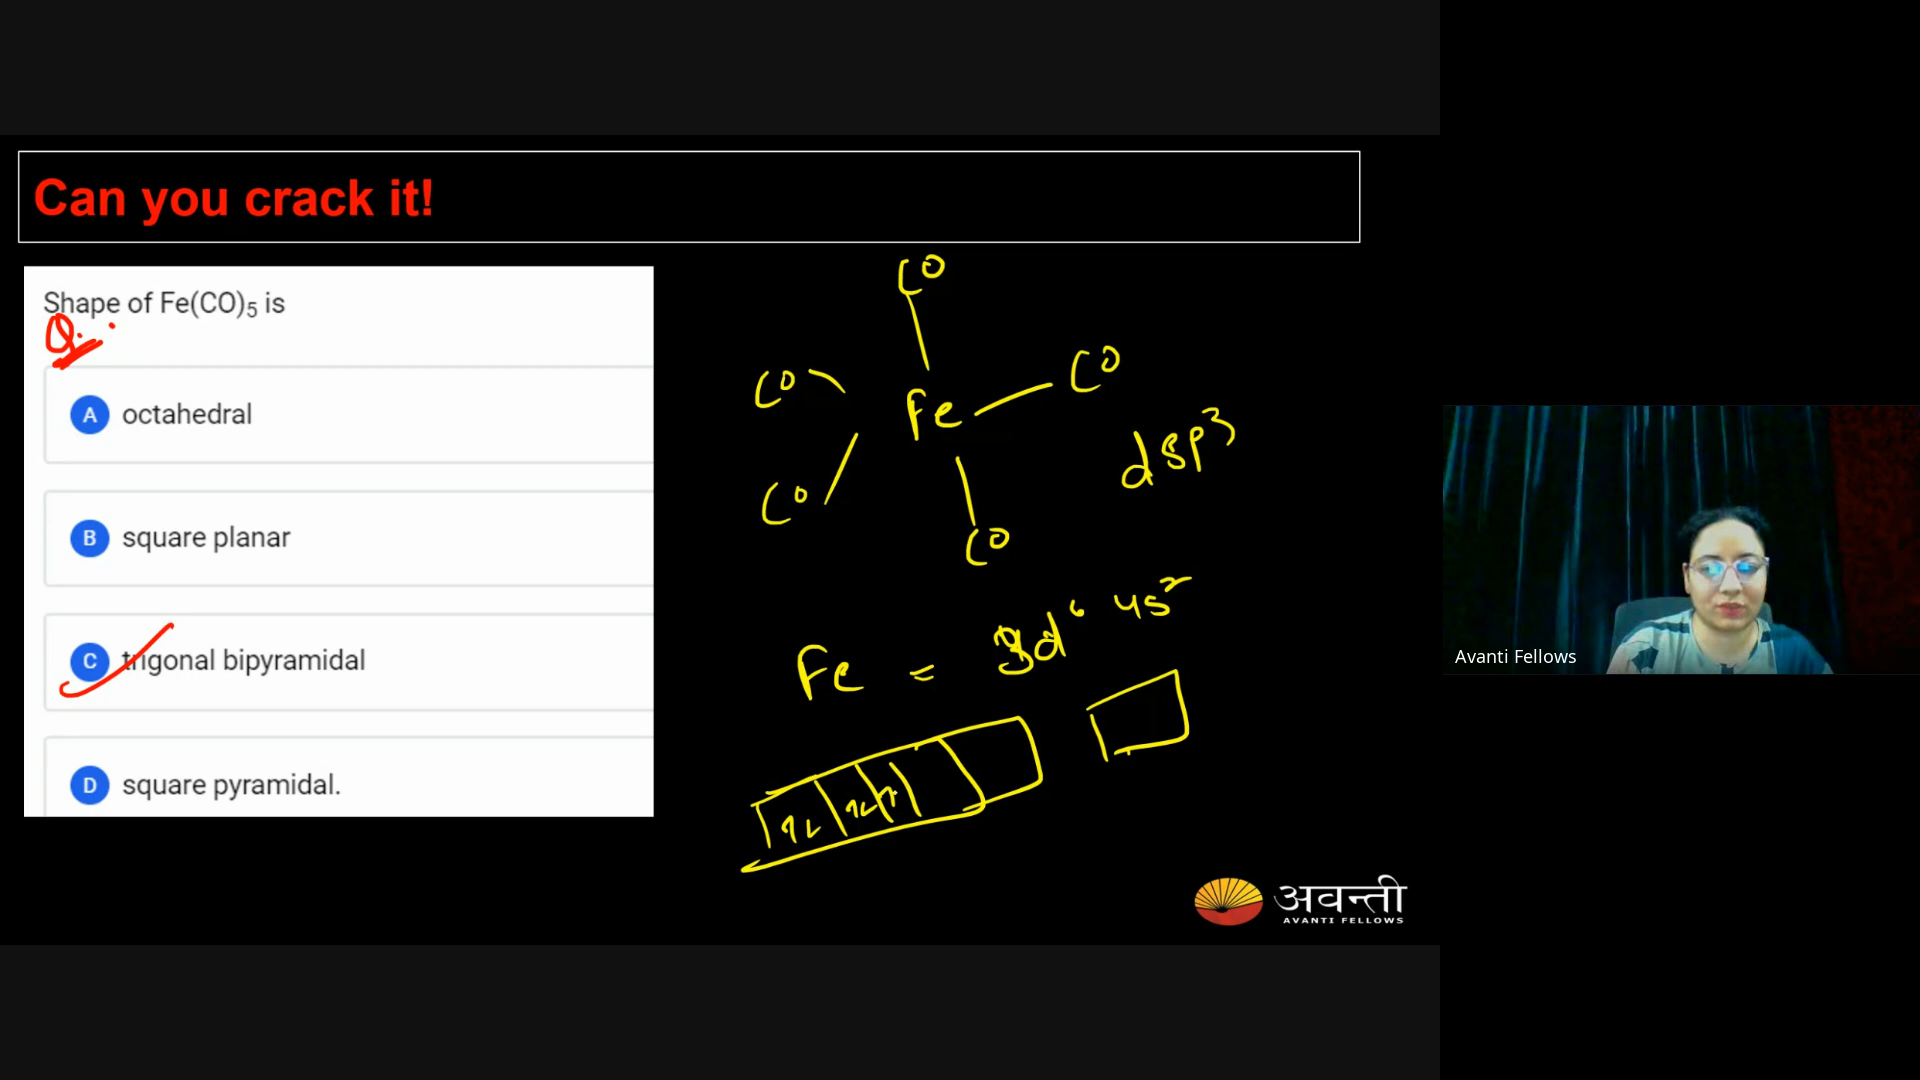 Can you crack it!
Shape of Fe(CO)5 is
Q.
A octahedral
B square planar
C trigonal bipyramidal
D square pyramidal.
CO
CO
CO
Fe
CO
CO
dsp3
Fe = 3d6 4s2
अवन्ती
AVANTI FELLOWS
Avanti Fellows